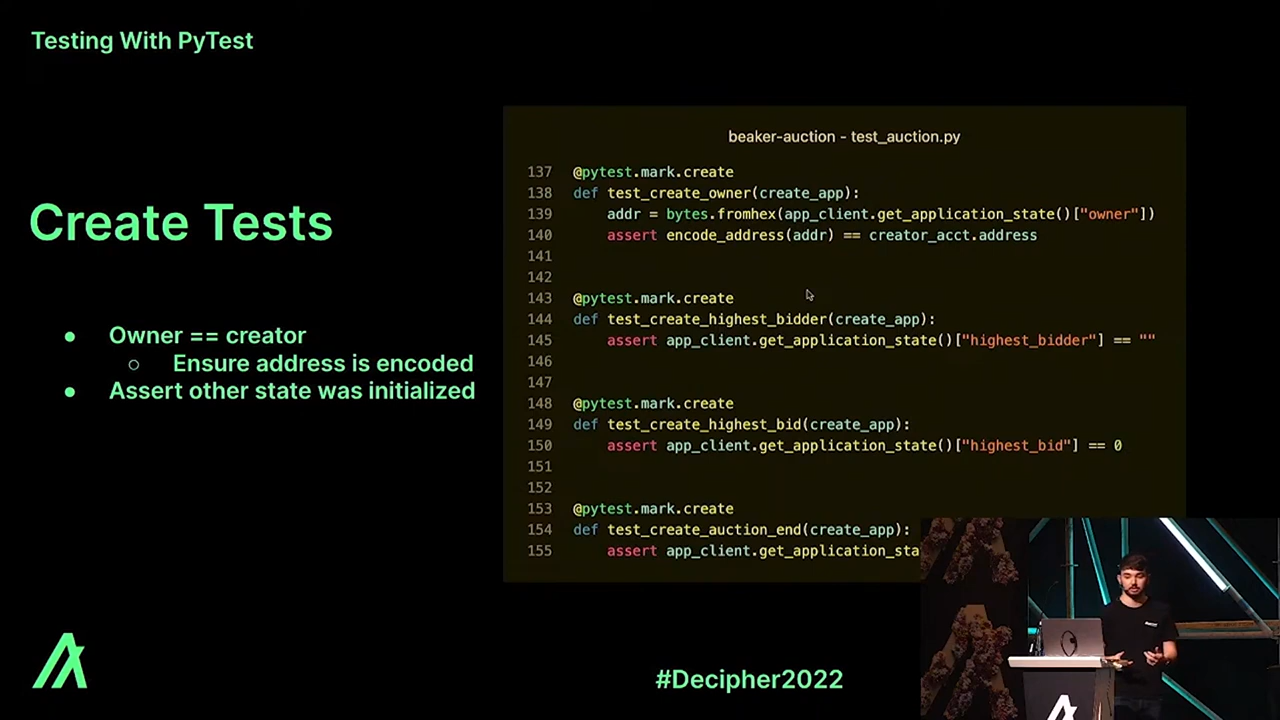 Testing With PyTest
Create Tests
● Owner == creator
○ Ensure address is encoded
● Assert other state was initialized
beaker-auction - test_auction.py
137 @pytest.mark.create
138 def test_create_owner(create_app):
139     addr = bytes.fromhex(app_client.get_application_state()["owner"])
140     assert encode_address(addr) == creator_acct.address
141
142
143 @pytest.mark.create
144 def test_create_highest_bidder(create_app):
145     assert app_client.get_application_state()["highest_bidder"] == ""
146
147
148 @pytest.mark.create
149 def test_create_highest_bid(create_app):
150     assert app_client.get_application_state()["highest_bid"] == 0
151
152
153 @pytest.mark.create
154 def test_create_auction_end(create_app):
155     assert app_client.get_application_sta
#Decipher2022